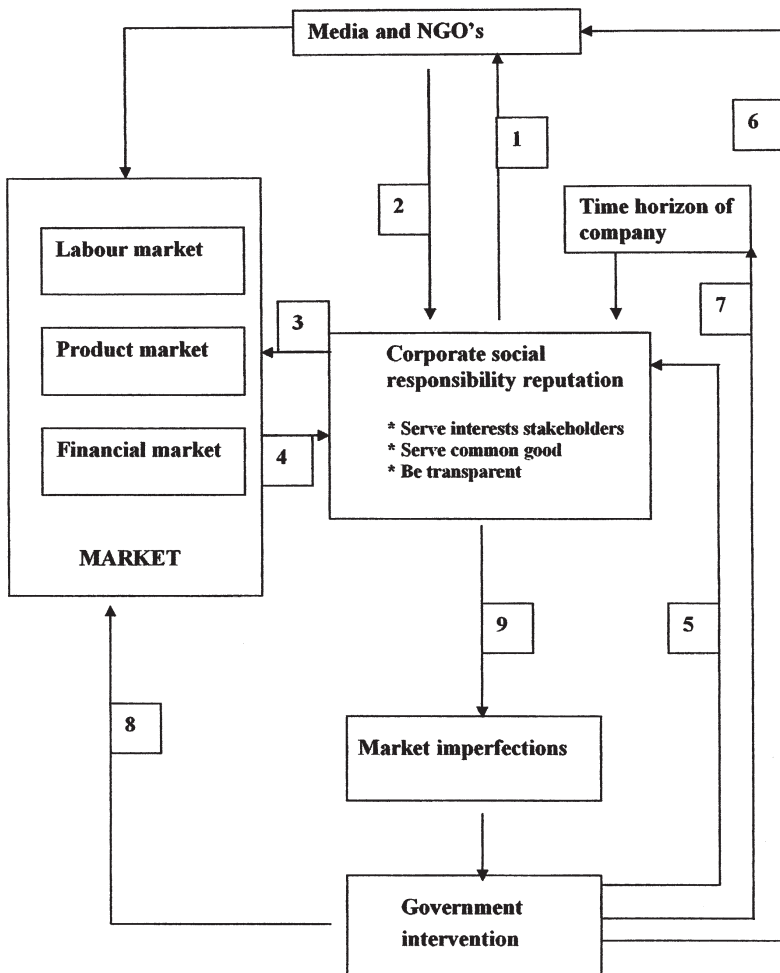 Media and NGO's
1
6
2
Time horizon of
company
Labour market
7
3
Product market
Corporate social
responsibility reputation
* Serve interests stakeholders
Financial market
4
* Serve common good
* Be transparent
MARKET
9
5
8
Market imperfections
Government
intervention